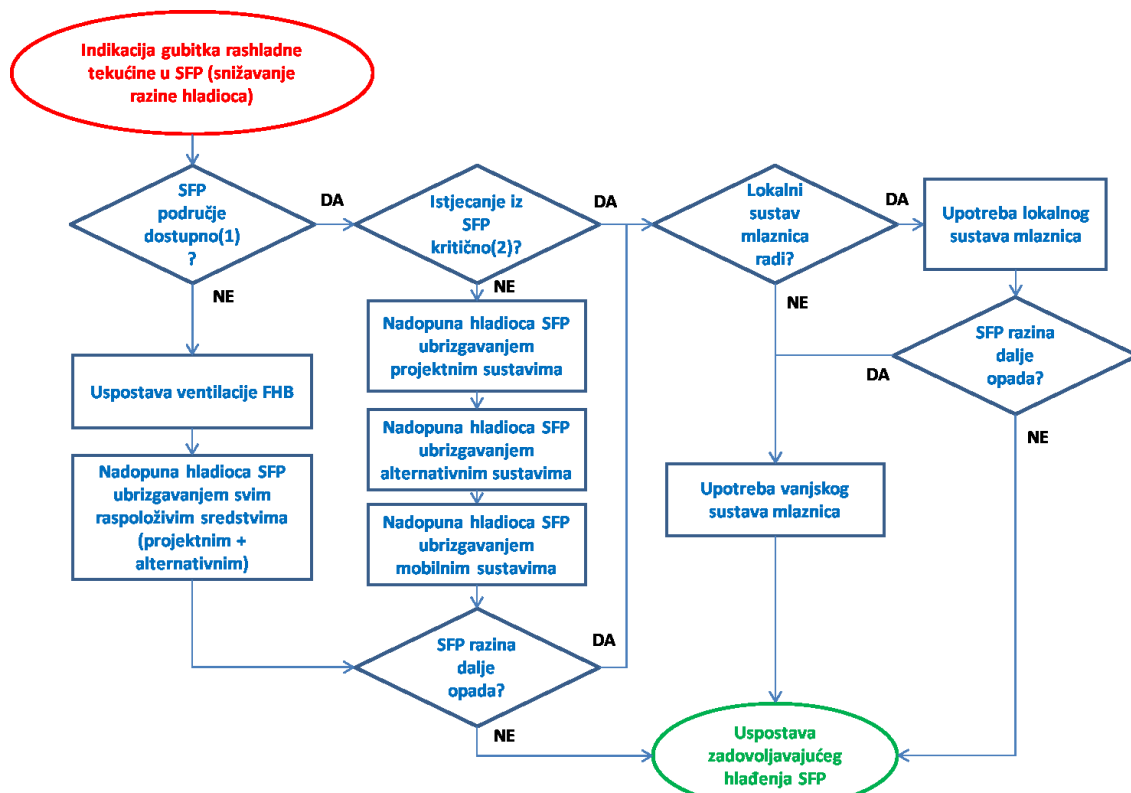 Indikacija gubitka rashladne
tekućine u SFP (snižavanje
razine hladioca)
SFP
područje
dostupno(1)
?
DA
NE
Istjecanje iz
SFP
kritično(2)?
DA
NE
Lokalni
sustav
mlaznica
radi?
DA
NE
Upotreba lokalnog
sustava mlaznica
Uspostava ventilacije FHB
Nadopuna hladioca SFP
ubrizgavanjem svim
raspoloživim sredstvima
(projektnim +
alternativnim)
Nadopuna hladioca SFP
ubrizgavanjem
projektnim sustavima
Nadopuna hladioca SFP
ubrizgavanjem
alternativnim sustavima
Nadopuna hladioca SFP
ubrizgavanjem
mobilnim sustavima
SFP razina
dalje
opada?
DA
NE
SFP razina
dalje
opada?
DA
NE
Upotreba vanjskog
sustava mlaznica
Uspostava
zadovoljavajućeg
hlađenja SFP